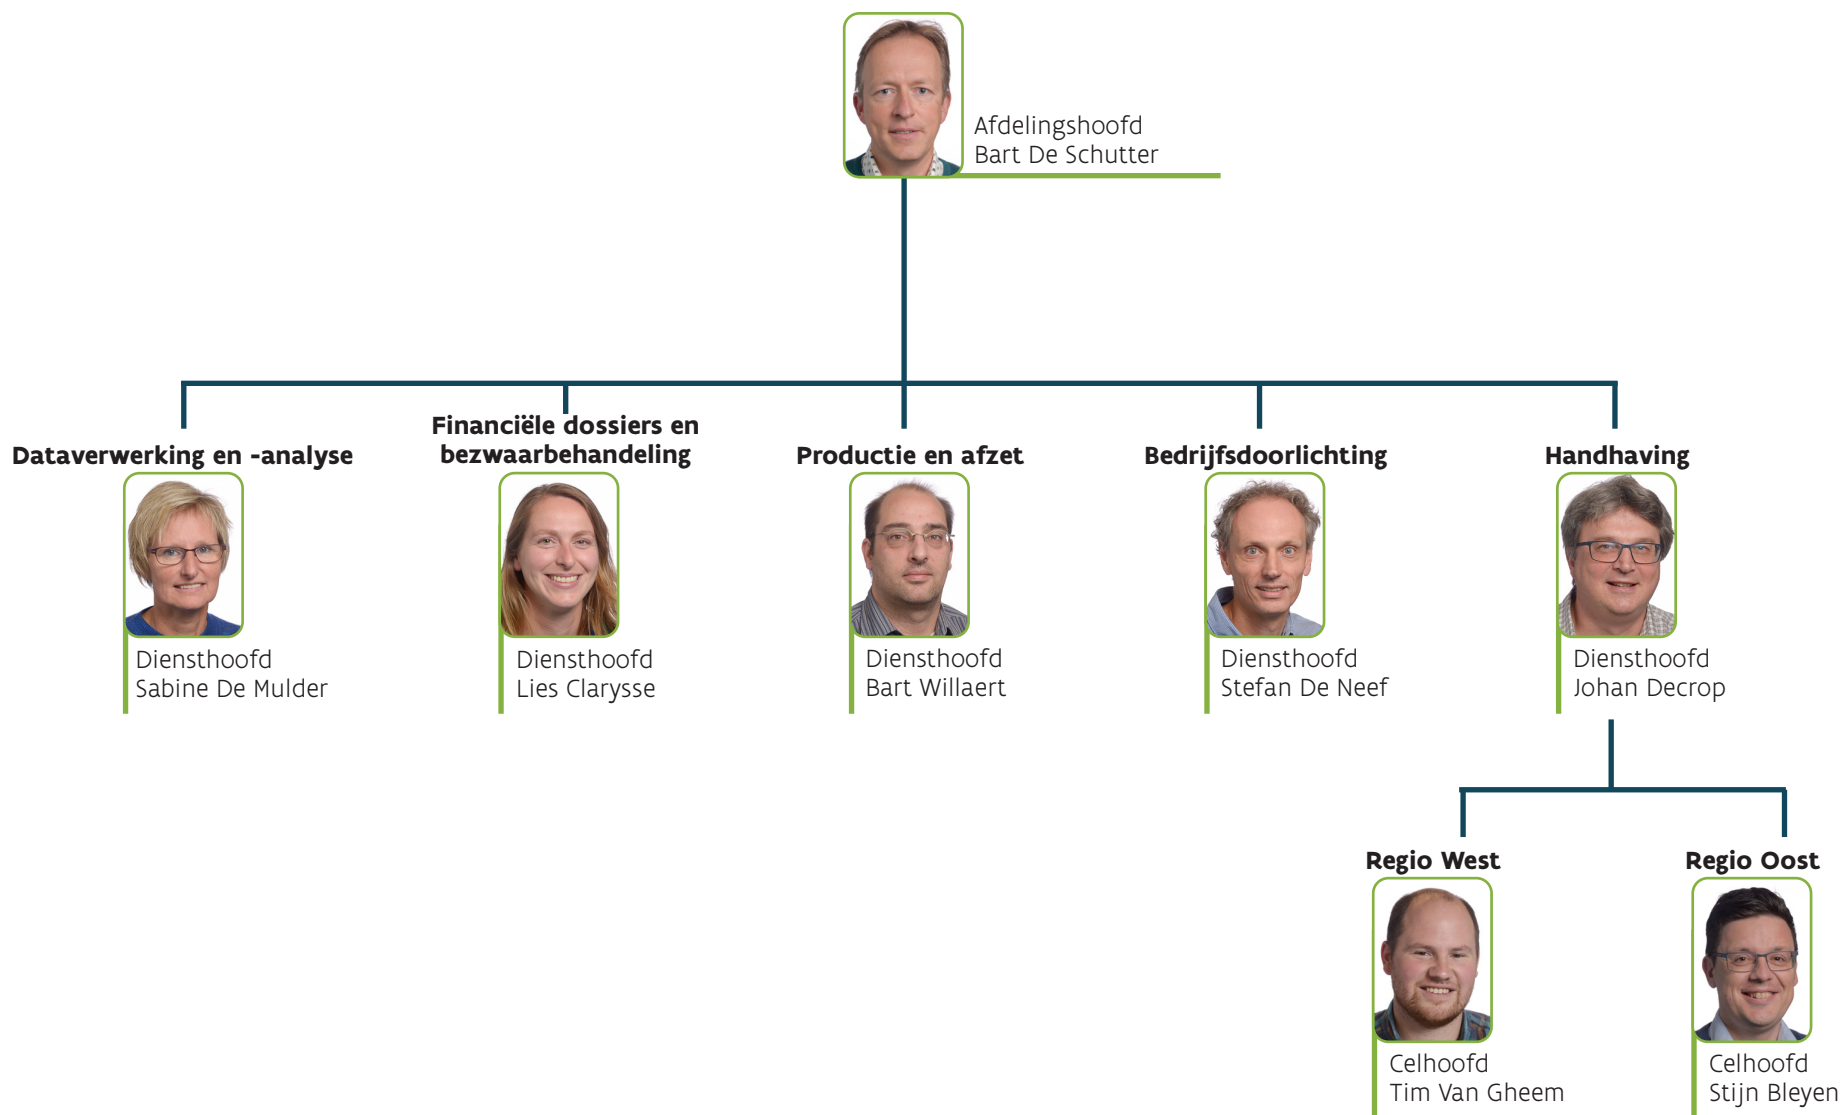 Afdelingshoofd
Bart De Schutter
Dataverwerking en -analyse
Diensthoofd
Sabine De Mulder
Financiële dossiers en
bezwaarbehandeling
Diensthoofd
Lies Clarysse
Productie en afzet
Diensthoofd
Bart Willaert
Bedrijfsdoorlichting
Diensthoofd
Stefan De Neef
Handhaving
Diensthoofd
Johan Decrop
Regio West
Celhoofd
Tim Van Gheem
Regio Oost
Celhoofd
Stijn Bleyen